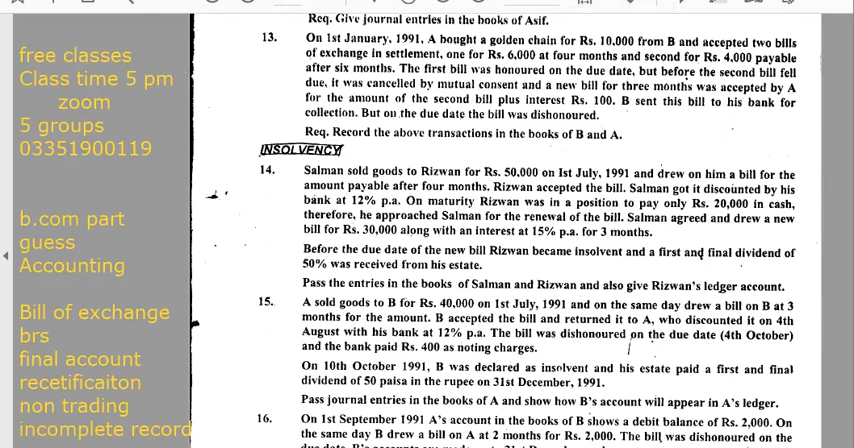 free classes
Class time 5 pm
zoom
5 groups
03351900119
b.com part
guess
Accounting
Bill of exchange
brs
final account
recetificaiton
non trading
incomplete record
Req. Give journal entries in the books of Asif.
13. On 1st January, 1991, A bought a golden chain for Rs. 10,000 from B and accepted two bills
of exchange in settlement, one for Rs. 6,000 at four months and second for Rs. 4,000 payable
after six months. The first bill was honoured on the due date, but before the second bill fell
due, it was cancelled by mutual consent and a new bill for three months was accepted by A
for the amount of the second bill plus interest Rs. 100. B sent this bill to his bank for
collection. But on the due date the bill was dishonoured.
Req. Record the above transactions in the books of B and A.
INSOLVENCY
14. Salman sold goods to Rizwan for Rs. 50,000 on Ist July, 1991 and drew on him a bill for the
amount payable after four months. Rizwan accepted the bill. Salman got it discounted by his
bank at 12% p.a. On maturity Rizwan was in a position to pay only Rs. 20,000 in cash,
therefore, he approached Salman for the renewal of the bill. Salman agreed and drew a new
bill for Rs. 30,000 along with an interest at 15% p.a. for 3 months.
Before the due date of the new bill Rizwan became insolvent and a first and final dividend of
50% was received from his estate.
Pass the entries in the books of Salman and Rizwan and also give Rizwan's ledger account.
15. A sold goods to B for Rs. 40,000 on 1st July, 1991 and on the same day drew a bill on B at 3
months for the amount. B accepted the bill and returned it to A, who discounted it on 4th
August with his bank at 12% p.a. The bill was dishonoured on the due date (4th October)
and the bank paid Rs. 400 as noting charges.
On 10th October 1991, B was declared as insolvent and his estate paid a first and final
dividend of 50 paisa in the rupee on 31st December, 1991.
Pass journal entries in the books of A and show how B's account will appear in A's ledger.
16. On 1st September 1991 A's account in the books of B shows a debit balance of Rs. 2,000. On
the same day B drew a bill on A at 2 months for Rs. 2,000. The bill was dishonoured on the